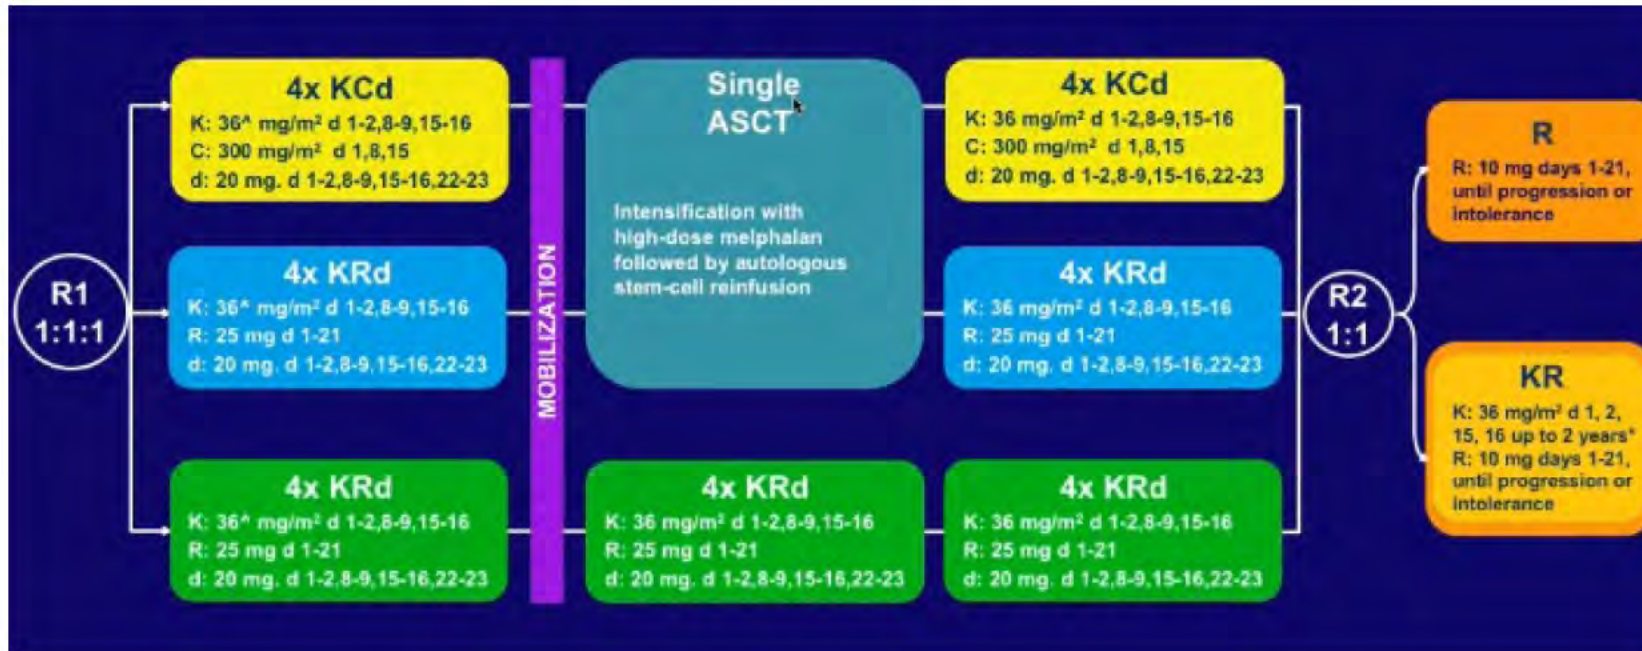 R1
1:1:1
4x KCd
K: 36^ mg/m² d 1-2,8-9,15-16
C: 300 mg/m² d 1,8,15
d: 20 mg. d 1-2,8-9,15-16,22-23
4x KRd
K: 36^ mg/m² d 1-2,8-9,15-16
R: 25 mg d 1-21
d: 20 mg. d 1-2,8-9,15-16,22-23
4x KRd
K: 36^ mg/m² d 1-2,8-9,15-16
R: 25 mg d 1-21
d: 20 mg. d 1-2,8-9,15-16,22-23
MOBILIZATION
Single
ASCT
Intensification with
high-dose melphalan
followed by autologous
stem-cell reinfusion
4x KRd
K: 36 mg/m² d 1-2,8-9,15-16
R: 25 mg d 1-21
d: 20 mg. d 1-2,8-9,15-16,22-23
4x KCd
K: 36 mg/m² d 1-2,8-9,15-16
C: 300 mg/m² d 1,8,15
d: 20 mg. d 1-2,8-9,15-16,22-23
4x KRd
K: 36 mg/m² d 1-2,8-9,15-16
R: 25 mg d 1-21
d: 20 mg. d 1-2,8-9,15-16,22-23
4x KRd
K: 36 mg/m² d 1-2,8-9,15-16
R: 25 mg d 1-21
d: 20 mg. d 1-2,8-9,15-16,22-23
R2
1:1
R
R: 10 mg days 1-21,
until progression or
intolerance
KR
K: 36 mg/m² d 1, 2,
15, 16 up to 2 years*
R: 10 mg days 1-21,
until progression or
intolerance